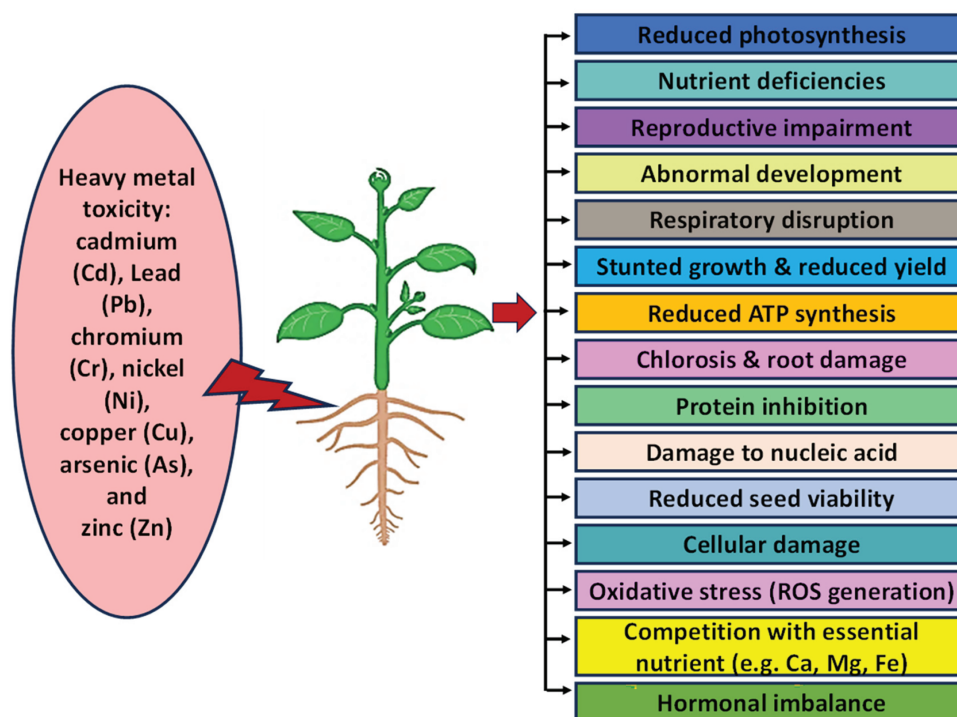 Heavy metal
toxicity:
cadmium
(Cd), Lead
(Pb),
chromium
(Cr), nickel
(Ni),
copper (Cu),
arsenic (As),
and
zinc (Zn)
Reduced photosynthesis
Nutrient deficiencies
Reproductive impairment
Abnormal development
Respiratory disruption
Stunted growth & reduced yield
Reduced ATP synthesis
Chlorosis & root damage
Protein inhibition
Damage to nucleic acid
Reduced seed viability
Cellular damage
Oxidative stress (ROS generation)
Competition with essential
nutrient (e.g. Ca, Mg, Fe)
Hormonal imbalance